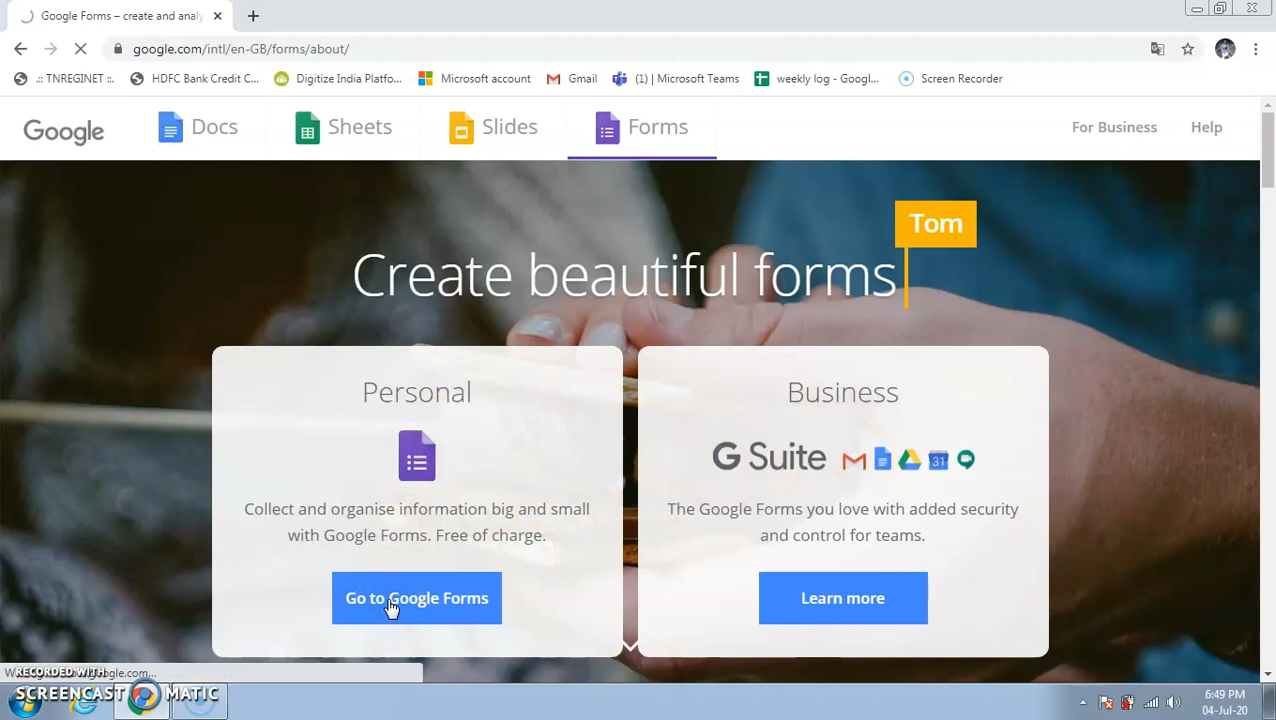 Google Forms – create and analy
google.com/intl/en-GB/forms/about/
.:: TNREGINET ::.
HDFC Bank Credit C...
Digitize India Platfo...
Microsoft account
Gmail
(1) | Microsoft Teams
weekly log - Googl...
Screen Recorder
Google
Docs
Sheets
Slides
Forms
For Business
Help
Tom
Create beautiful forms
Personal
Collect and organise information big and small
with Google Forms. Free of charge.
Go to Google Forms
Business
G Suite
31
The Google Forms you love with added security
and control for teams.
Learn more
RECORDED WITH
SCREENCAST MATIC
6:49 PM
04-Jul-20